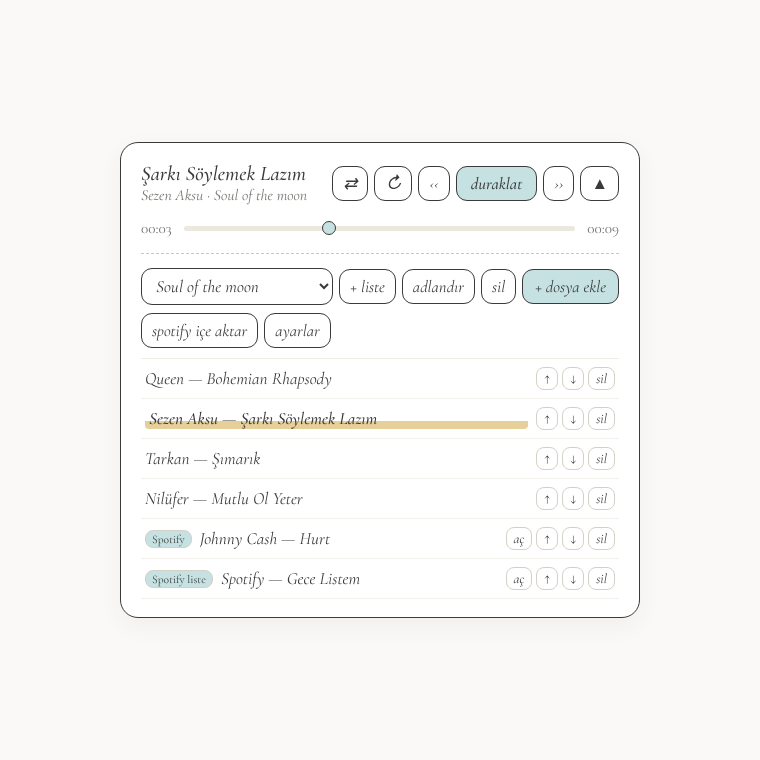 Şarkı Söylemek Lazım
Sezen Aksu · Soul of the moon
⇄ ↻ ‹‹ duraklat ›› ▲
00:03 00:09
Soul of the moon + liste adlandır sil + dosya ekle
spotify içe aktar ayarlar
Queen — Bohemian Rhapsody ↑ ↓ sil
Sezen Aksu — Şarkı Söylemek Lazım ↑ ↓ sil
Tarkan — Şımarık ↑ ↓ sil
Nilüfer — Mutlu Ol Yeter ↑ ↓ sil
Spotify Johnny Cash — Hurt aç ↑ ↓ sil
Spotify liste Spotify — Gece Listem aç ↑ ↓ sil